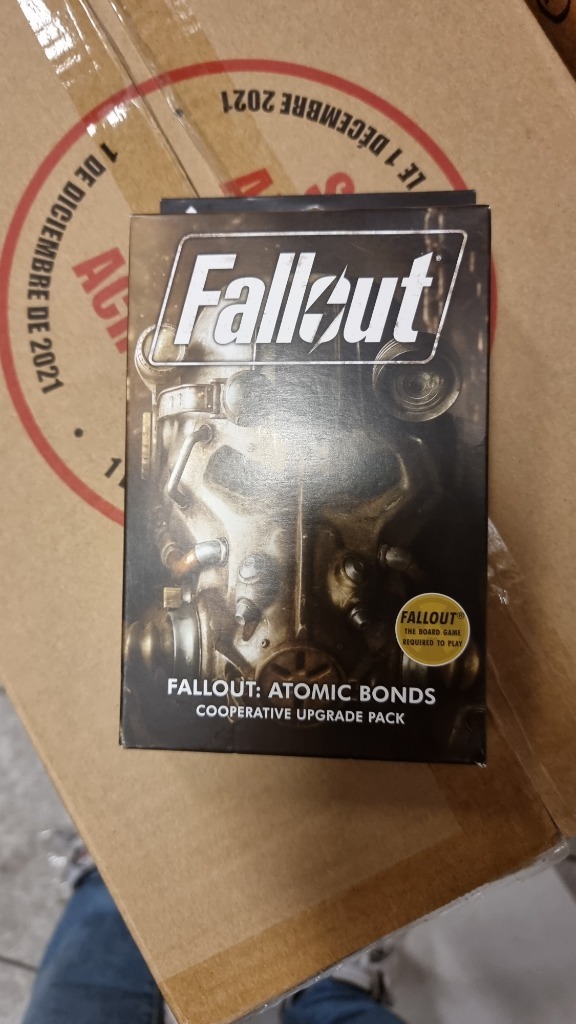 LE 1 DÉCEMBRE 2021
1 DE DICIEMBRE DE 2021
Fallout®
FALLOUT®
THE BOARD GAME
REQUIRED TO PLAY
FALLOUT: ATOMIC BONDS
COOPERATIVE UPGRADE PACK